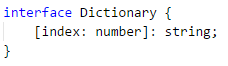 interface Dictionary {
    [index: number]: string;
}